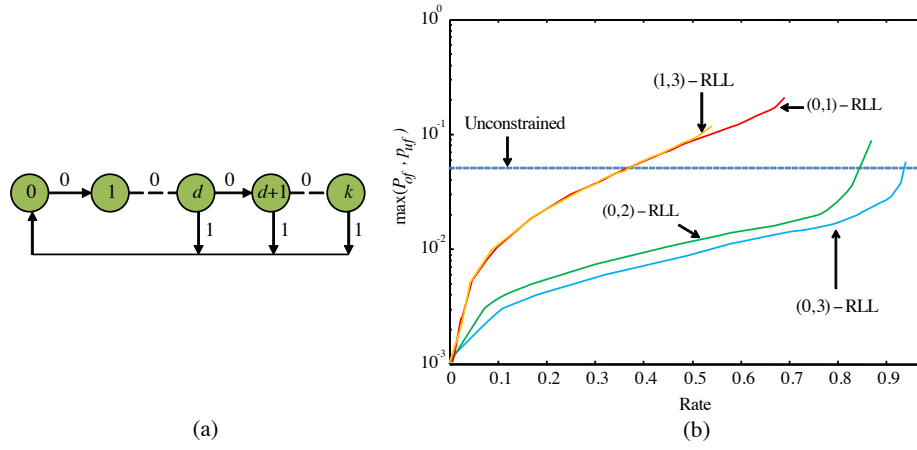 0 0 1 0 d 0 d+1 0 k
1 1 1
(a)
10^0
10^-1
10^-2
10^-3
max(P_of, p_uf)
(1,3) – RLL
(0,1) – RLL
Unconstrained
(0,2) – RLL
(0,3) – RLL
0 0.1 0.2 0.3 0.4 0.5 0.6 0.7 0.8 0.9
Rate
(b)